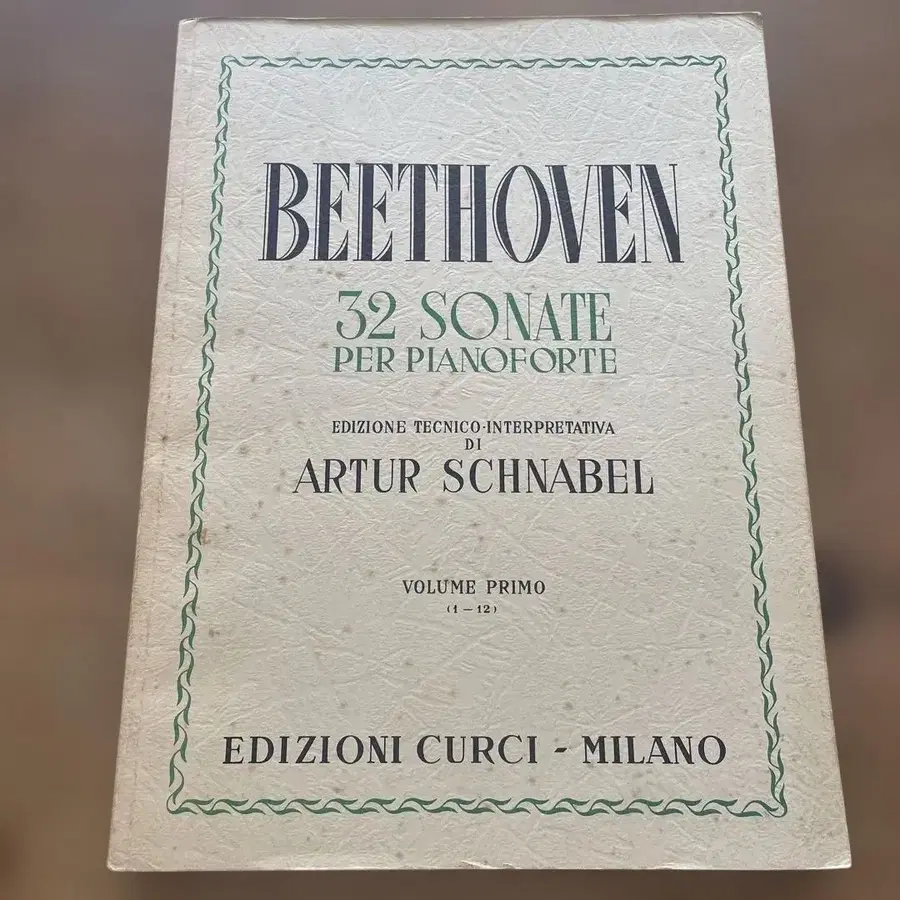 BEETHOVEN
32 SONATE
PER PIANOFORTE
EDIZIONE TECNICO-INTERPRETATIVA
DI
ARTUR SCHNABEL
VOLUME PRIMO
(1 — 12)
EDIZIONI CURCI - MILANO